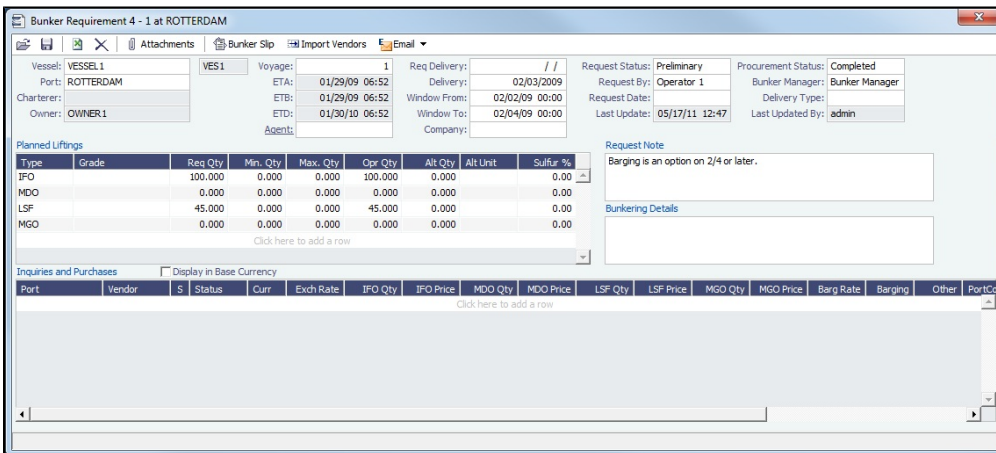 Bunker Requirement 4 - 1 at ROTTERDAM
Attachments Bunker Slip Import Vendors Email
Vessel: VESSEL1 VES1 Voyage: 1 Req Delivery: / / Request Status: Preliminary Procurement Status: Completed
Port: ROTTERDAM ETA: 01/29/09 06:52 Delivery: 02/03/2009 Request By: Operator 1 Bunker Manager: Bunker Manager
Charterer: ETB: 01/29/09 06:52 Window From: 02/02/09 00:00 Request Date: Delivery Type:
Owner: OWNER1 ETD: 01/30/10 06:52 Window To: 02/04/09 00:00 Last Update: 05/17/11 12:47 Last Updated By: admin
Agent: Company:
Planned Liftings Request Note
Type Grade Req Qty Min. Qty Max. Qty Opr Qty Alt Qty Alt Unit Sulfur % Barging is an option on 2/4 or later.
IFO 100.000 0.000 0.000 100.000 0.000 0.00
MDO 0.000 0.000 0.000 0.000 0.000 0.00
LSF 45.000 0.000 0.000 45.000 0.000 0.00 Bunkering Details
MGO 0.000 0.000 0.000 0.000 0.000 0.00
Click here to add a row
Inquiries and Purchases Display in Base Currency
Port Vendor S Status Curr Exch Rate IFO Qty IFO Price MDO Qty MDO Price LSF Qty LSF Price MGO Qty MGO Price Barg Rate Barging Other PortCo
Click here to add a row